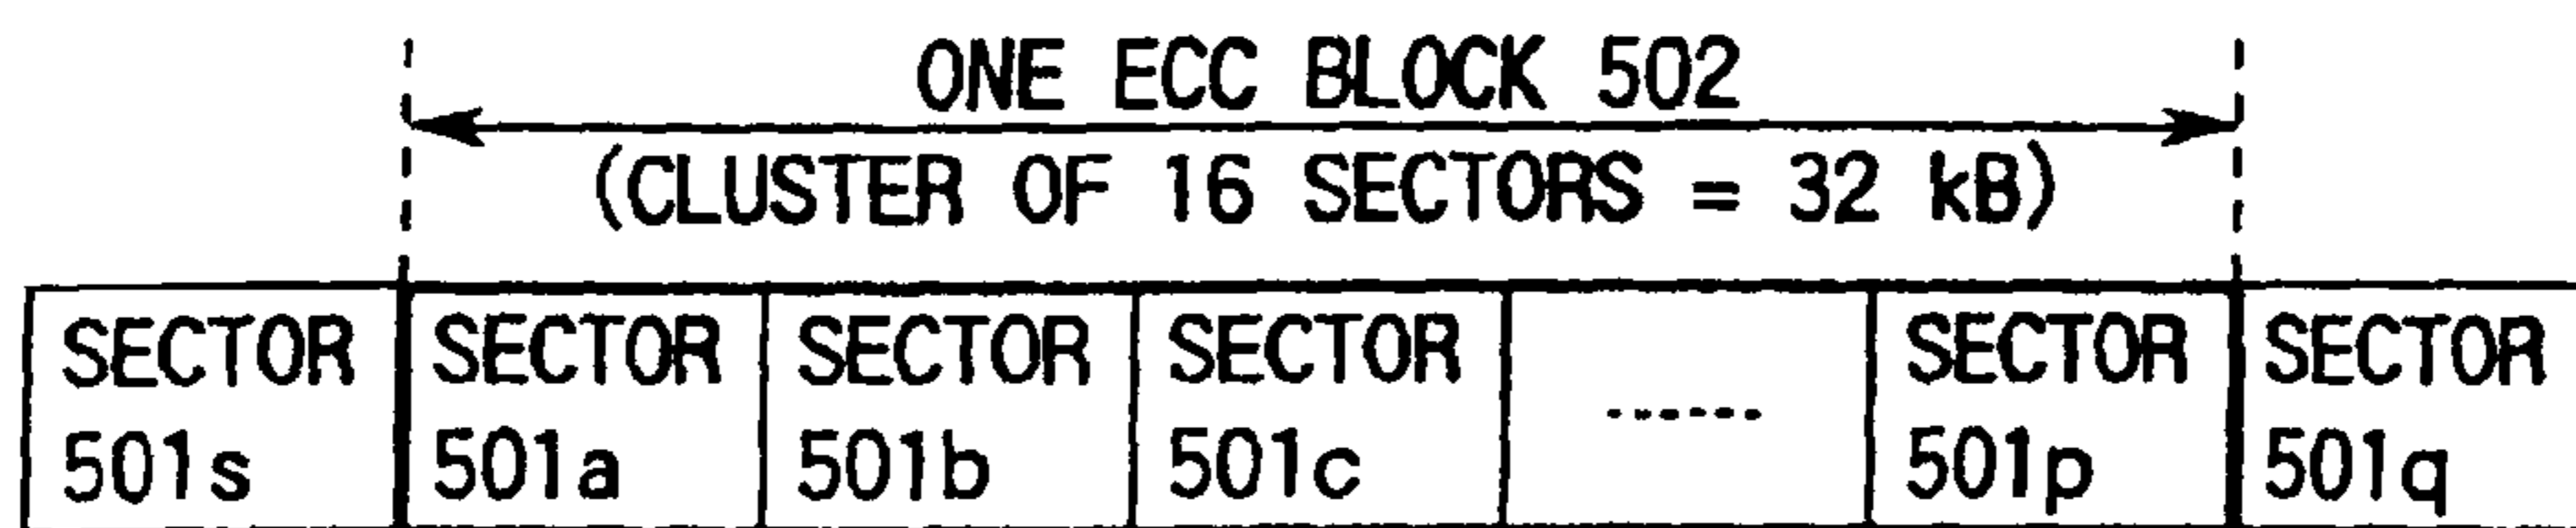 ONE ECC BLOCK 502
(CLUSTER OF 16 SECTORS = 32 kB)
SECTOR 501s
SECTOR 501a
SECTOR 501b
SECTOR 501c
......
SECTOR 501p
SECTOR 501q